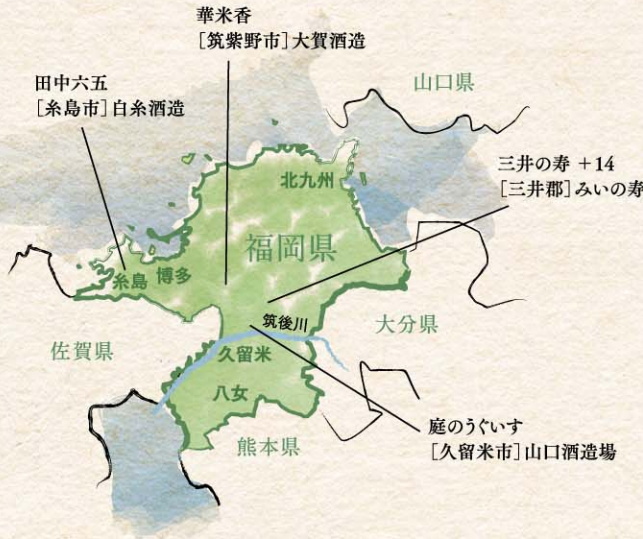 華米香
[筑紫野市]大賀酒造
田中六五
[糸島市]白糸酒造
山口県
三井の寿 +14
[三井郡]みいの寿
北九州
福岡県
糸島
博多
筑後川
大分県
佐賀県
久留米
八女
庭のうぐいす
[久留米市]山口酒造場
熊本県